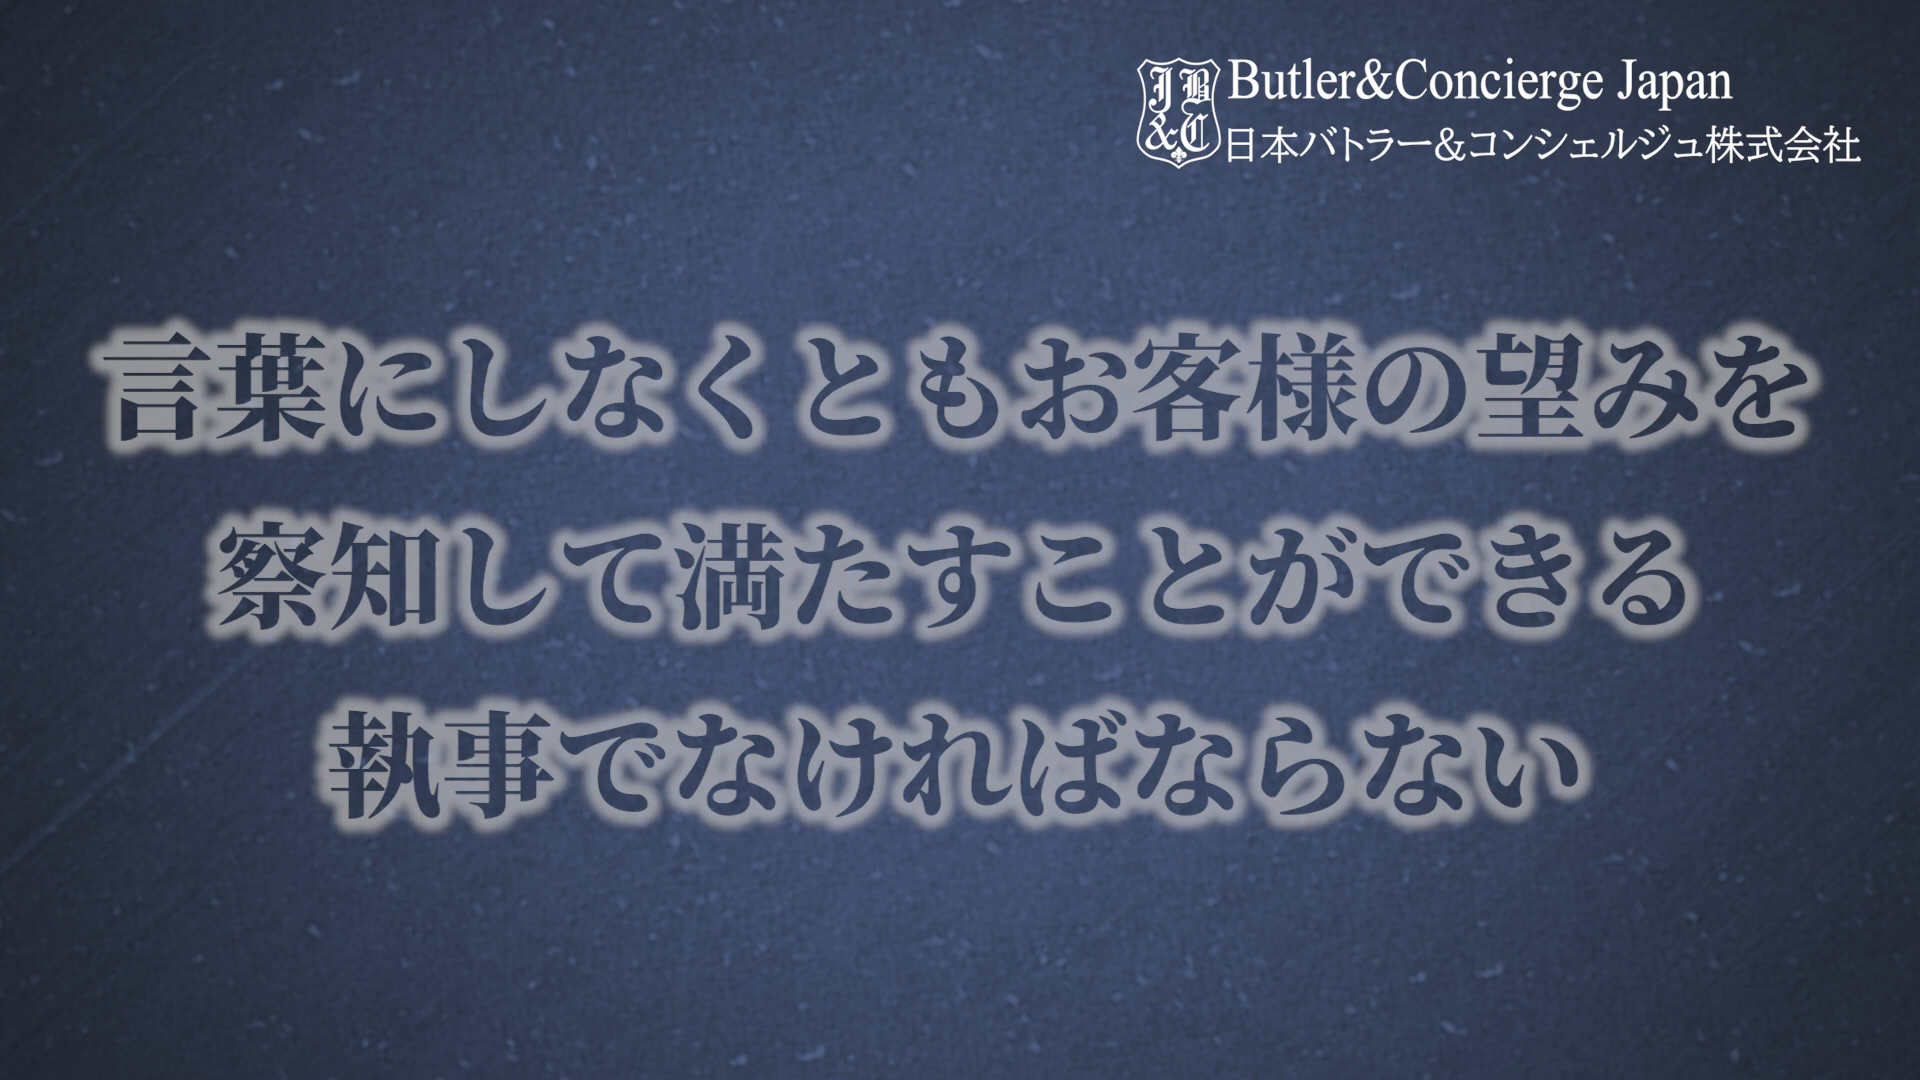 JB
&C
Butler&Concierge Japan
日本バトラー&コンシェルジュ株式会社
言葉にしなくともお客様の望みを
察知して満たすことができる
執事でなければならない